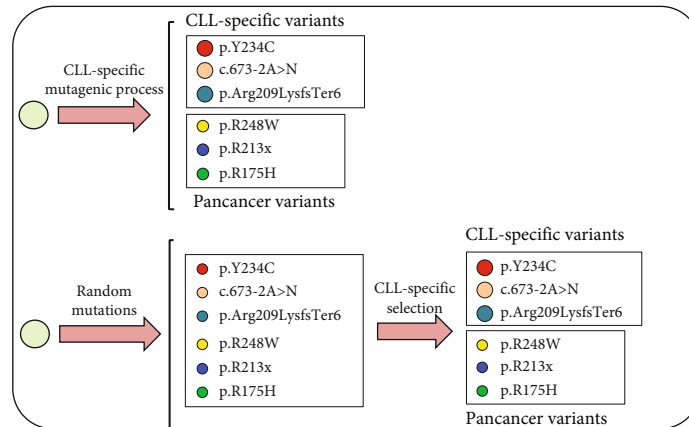 CLL-specific variants
CLL-specific
mutagenic process
p.Y234C
c.673-2A>N
p.Arg209LysfsTer6
p.R248W
p.R213x
p.R175H
Pancancer variants
Random
mutations
p.Y234C
c.673-2A>N
p.Arg209LysfsTer6
p.R248W
p.R213x
p.R175H
CLL-specific
selection
CLL-specific variants
p.Y234C
c.673-2A>N
p.Arg209LysfsTer6
p.R248W
p.R213x
p.R175H
Pancancer variants